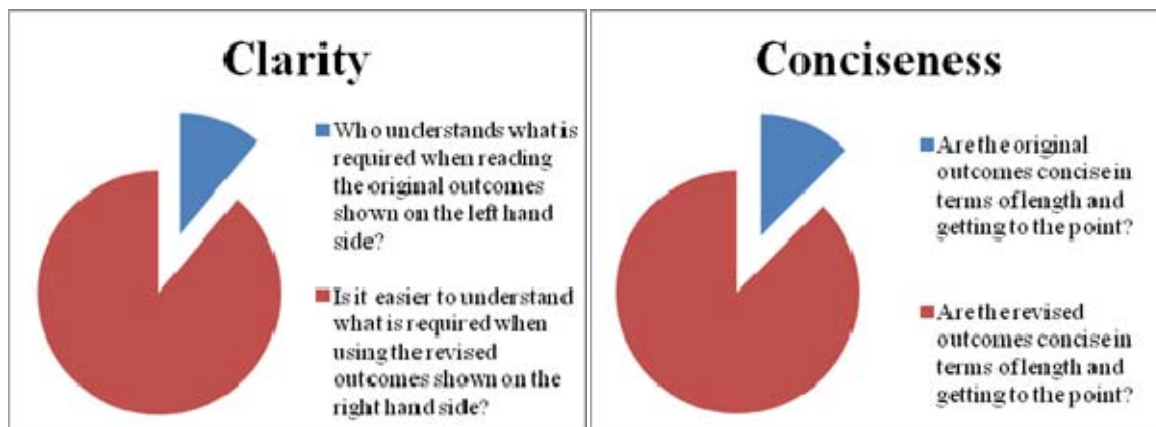 Clarity
Who understands what is
required when reading
the original outcomes
shown on the left hand
side?
Is it easier to understand
what is required when
using the revised
outcomes shown on the
right hand side?
Conciseness
Are the original
outcomes concise in
terms of length and
getting to the point?
Are the revised
outcomes concise in
terms of length and
getting to the point?